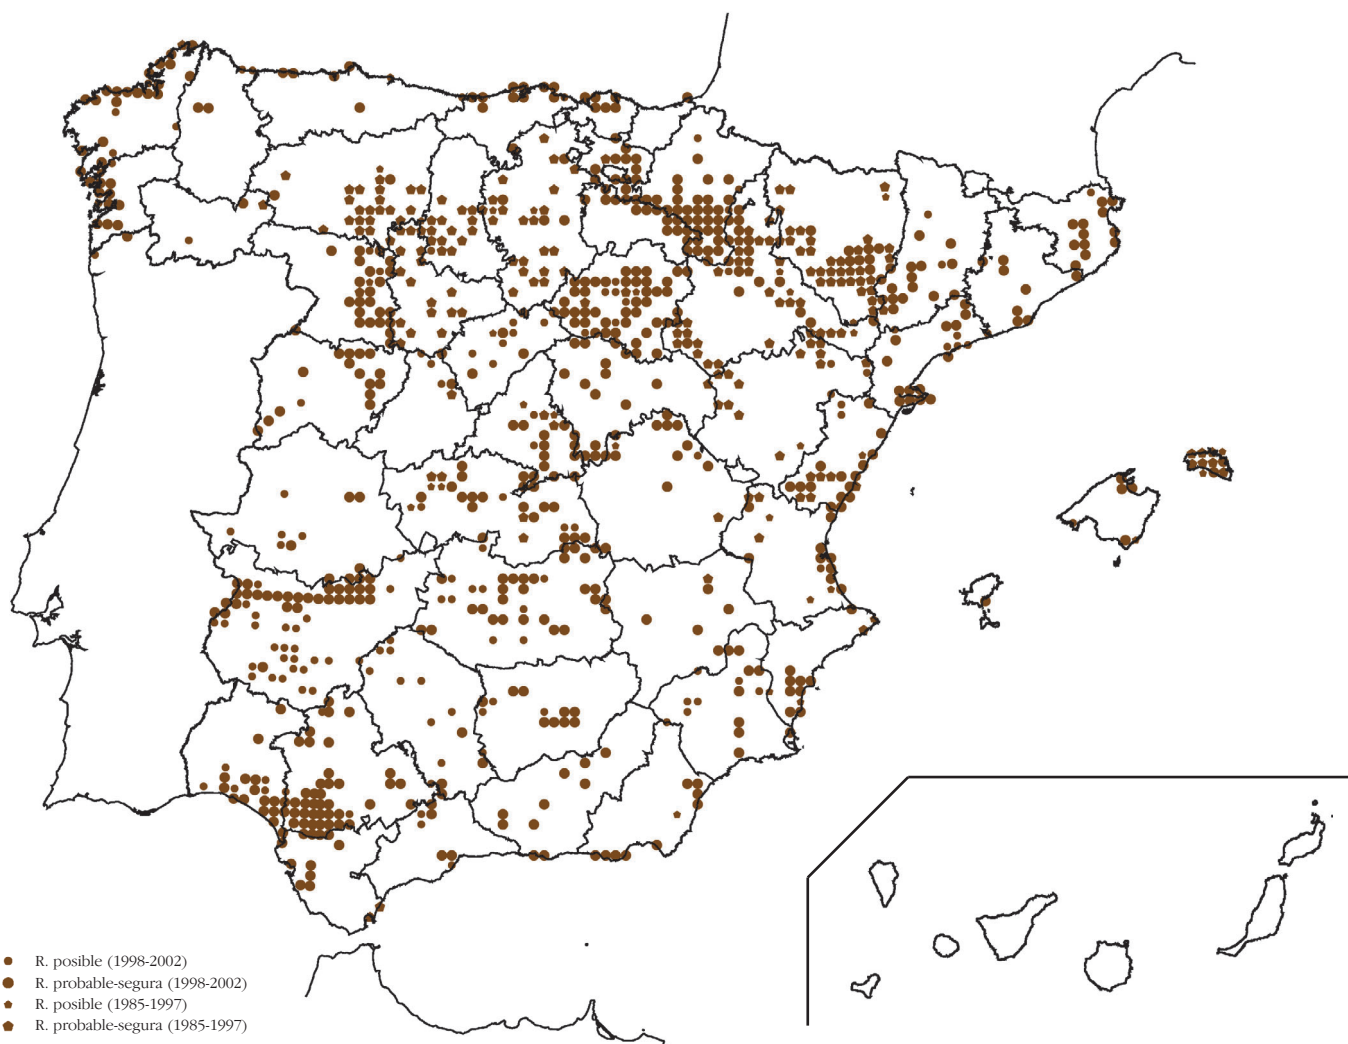 R. posible (1998-2002)
R. probable-segura (1998-2002)
R. posible (1985-1997)
R. probable-segura (1985-1997)